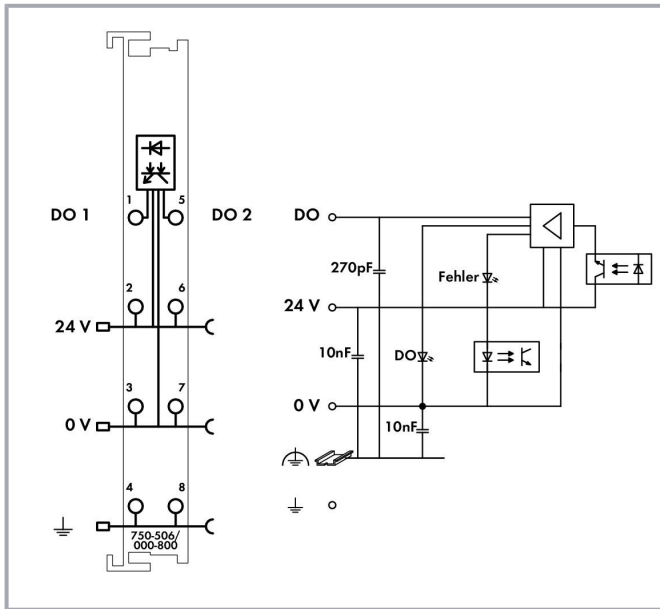 1 5
DO 1 DO 2 DO
270pF
Fehler
2 6
24 V 24 V
10nF
DO
3 7
0 V 0 V
10nF
4 8
750-506/
000-800